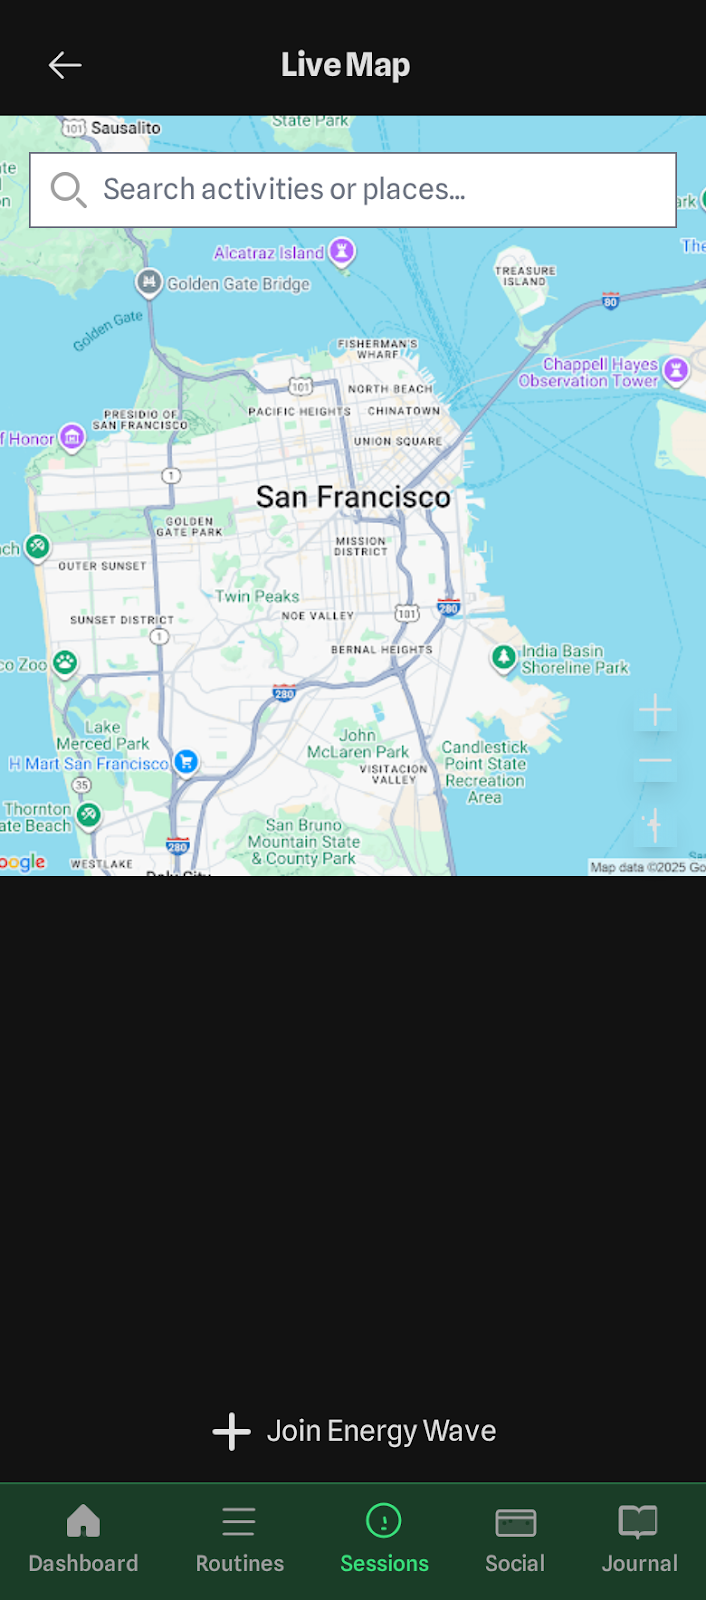 Live Map
101 Sausalito
State Park
Search activities or places...
ark
Alcatraz Island
The
Golden Gate Bridge
TREASURE
ISLAND
80
Golden Gate
FISHERMAN'S
WHARF
Chappell Hayes
Observation Tower
101
NORTH BEACH
PACIFIC HEIGHTS
CHINATOWN
PRESIDIO OF
SAN FRANCISCO
f Honor
UNION SQUARE
1
San Francisco
GOLDEN
GATE PARK
MISSION
DISTRICT
ch
OUTER SUNSET
Twin Peaks
NOE VALLEY
101
280
SUNSET DISTRICT
1
BERNAL HEIGHTS
India Basin
Shoreline Park
co Zoo
280
Lake
Merced Park
John
McLaren Park
H Mart San Francisco
VISITACION
VALLEY
Candlestick
Point State
Recreation
Area
35
Thornton
ate Beach
San Bruno
Mountain State
& County Park
280
oogle
WESTLAKE
Daly City
Map data ©2025 Go
Join Energy Wave
Dashboard
Routines
Sessions
Social
Journal